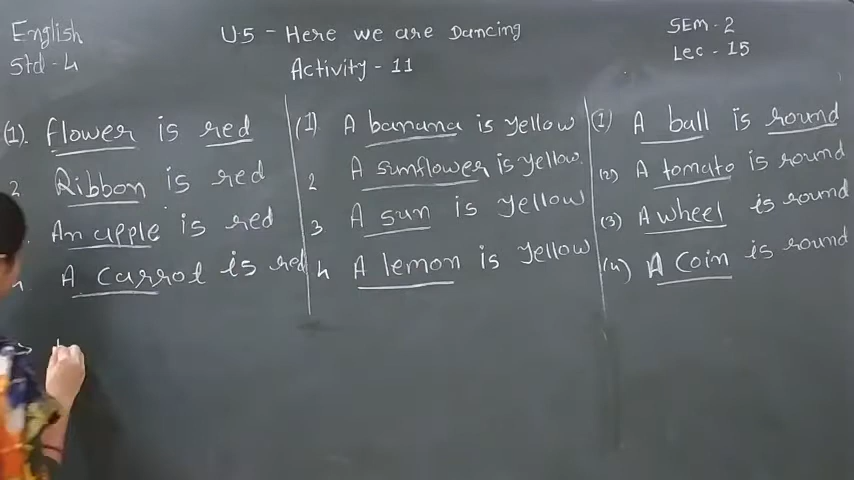 English
Std - 4
U.5 - Here we are Dancing
Activity - 11
SEM - 2
Lec - 15
(1). flower is red
2 Ribbon is red
An apple is red
A Carrot is red
(1) A banana is yellow
2 A sunflower is yellow.
3 A sun is yellow
4 A lemon is yellow
(1) A ball is round
(2) A tomato is round
(3) A wheel is round
(4) A Coin is round